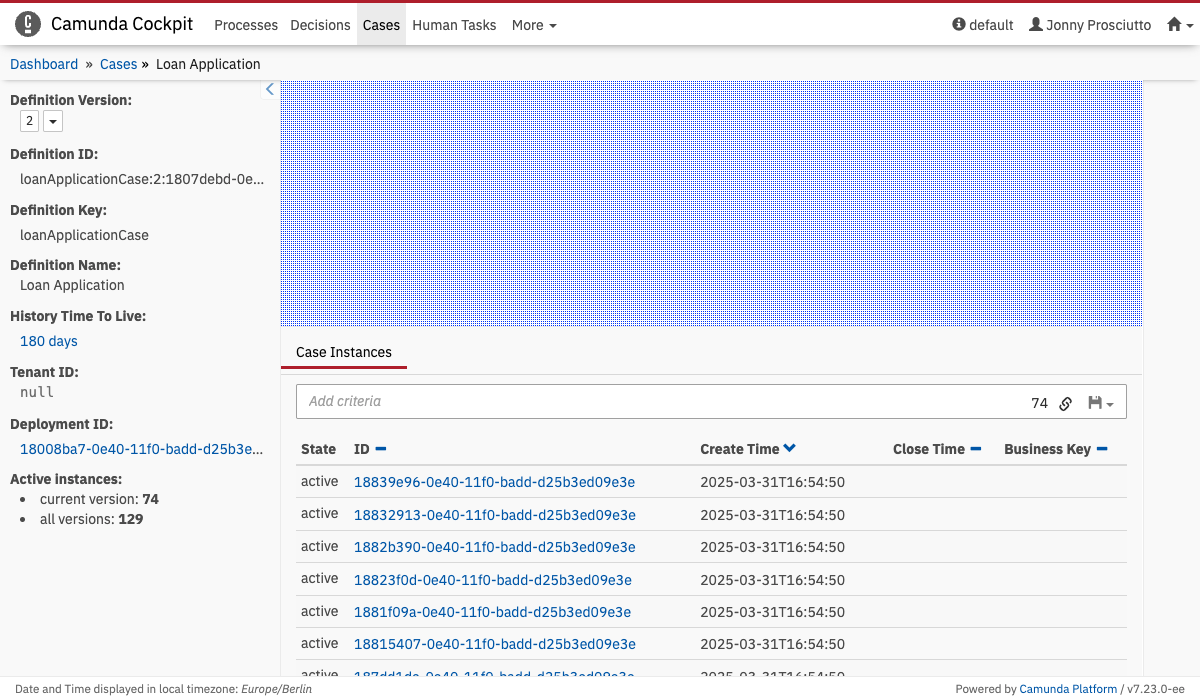 Camunda Cockpit Processes Decisions Cases Human Tasks More default Jonny Prosciutto
Dashboard » Cases » Loan Application
Definition Version:
2
Definition ID:
loanApplicationCase:2:1807debd-0e...
Definition Key:
loanApplicationCase
Definition Name:
Loan Application
History Time To Live:
180 days
Tenant ID:
null
Deployment ID:
18008ba7-0e40-11f0-badd-d25b3e...
Active instances:
current version: 74
all versions: 129
Case Instances
Add criteria 74
State ID Create Time Close Time Business Key
active 18839e96-0e40-11f0-badd-d25b3ed09e3e 2025-03-31T16:54:50
active 18832913-0e40-11f0-badd-d25b3ed09e3e 2025-03-31T16:54:50
active 1882b390-0e40-11f0-badd-d25b3ed09e3e 2025-03-31T16:54:50
active 18823f0d-0e40-11f0-badd-d25b3ed09e3e 2025-03-31T16:54:50
active 1881f09a-0e40-11f0-badd-d25b3ed09e3e 2025-03-31T16:54:50
active 18815407-0e40-11f0-badd-d25b3ed09e3e 2025-03-31T16:54:50
active 2025-03-31T16:54:50
Date and Time displayed in local timezone: Europe/Berlin
Powered by Camunda Platform / v7.23.0-ee